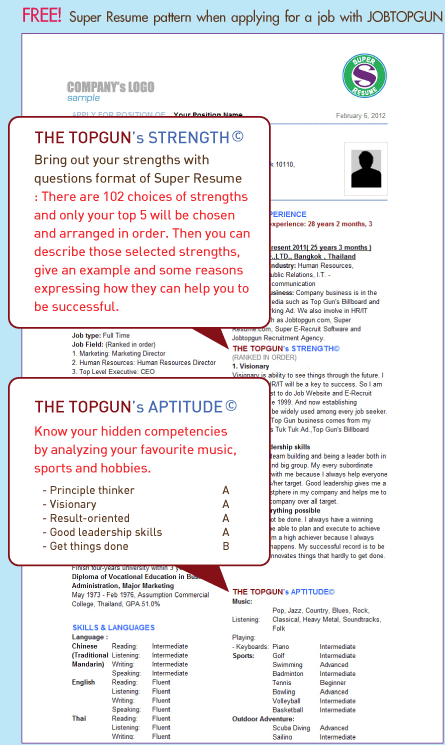 FREE! Super Resume pattern when applying for a job with JOBTOPGUN
SUPER
S
RESUME
COMPANY's LOGO
sample
APPLY FOR POSITION OF Your Position Name
February 6, 2012
THE TOPGUN's STRENGTH©
Bring out your strengths with
questions format of Super Resume
: There are 102 choices of strengths
and only your top 5 will be chosen
and arranged in order. Then you can
describe those selected strengths,
give an example and some reasons
expressing how they can help you to
be successful.
k 10110,
PERIENCE
experience: 28 years 2 months, 3
resent 2011( 25 years 3 months )
.,LTD., Bangkok , Thailand
ndustry: Human Resources,
ublic Relations, I.T. -
communication
usiness: Company business is in the
edia such as Top Gun's Billboard and
king Ad. We also involve in HR/IT
h as Jobtopgun.com, Super
Resume.com, Super E-Recruit Software and
Jobtopgun Recruitment Agency.
Job type: Full Time
Job Field: (Ranked in order)
1. Marketing: Marketing Director
2. Human Resources: Human Resources Director
3. Top Level Executive: CEO
THE TOPGUN's STRENGTH©
(RANKED IN ORDER)
1. Visionary
Visionary is ability to see things through the future. I
HR/IT will be a key to success. So I am
st to do Job Website and E-Recruit
e 1999. And now establishing
be widely used among every job seeker.
Top Gun business comes from my
s Tuk Tuk Ad.,Top Gun's Billboard
dership skills
team building and being a leader both in
nd big group. My every subordinate
with me because I always help everyone
/her target. Good leadership gives me a
stphere in my company and helps me to
company over all target.
rything possible
ot be done. I always have a winning
be able to plan and execute to achieve
m a high achiever because I always
happens. My successful record is to be
nnovates things that hardly to get done.
THE TOPGUN's APTITUDE©
Know your hidden competencies
by analyzing your favourite music,
sports and hobbies.
- Principle thinker A
- Visionary A
- Result-oriented A
- Good leadership skills A
- Get things done B
Finish four-years university within 3 y
Diploma of Vocational Education in Bus
Administration, Major Marketing
May 1973 - Feb 1976, Assumption Commercial
College, Thailand, GPA 51.0%
SKILLS & LANGUAGES
Language :
Chinese Reading: Intermediate
(Traditional Listening: Intermediate
Mandarin) Writing: Intermediate
Speaking: Intermediate
English Reading: Fluent
Listening: Fluent
Writing: Fluent
Speaking: Fluent
Thai Reading: Fluent
Listening: Fluent
Writing: Fluent
THE TOPGUN's APTITUDE©
Music:
Pop, Jazz, Country, Blues, Rock,
Listening: Classical, Heavy Metal, Soundtracks,
Folk
Playing:
- Keyboards: Piano Intermediate
Sports: Golf Intermediate
Swimming Advanced
Badminton Intermediate
Tennis Beginner
Bowling Advanced
Volleyball Intermediate
Basketball Intermediate
Outdoor Adventure:
Scuba Diving Advanced
Sailing Intermediate